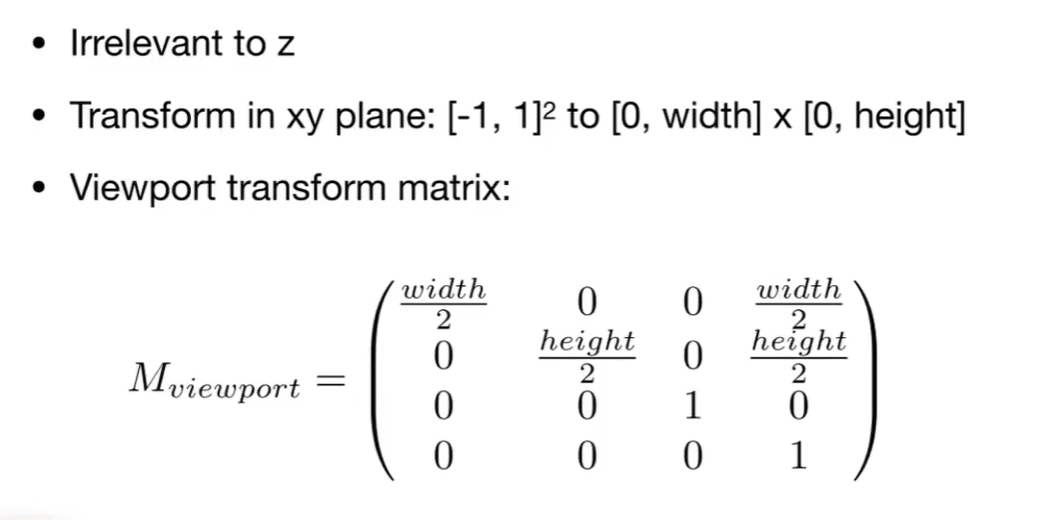 • Irrelevant to z
• Transform in xy plane: [-1, 1]² to [0, width] x [0, height]
• Viewport transform matrix:
M_{viewport} = \begin{pmatrix} \frac{width}{2} & 0 & 0 & \frac{width}{2} \\ 0 & \frac{height}{2} & 0 & \frac{height}{2} \\ 0 & 0 & 1 & 0 \\ 0 & 0 & 0 & 1 \end{pmatrix}